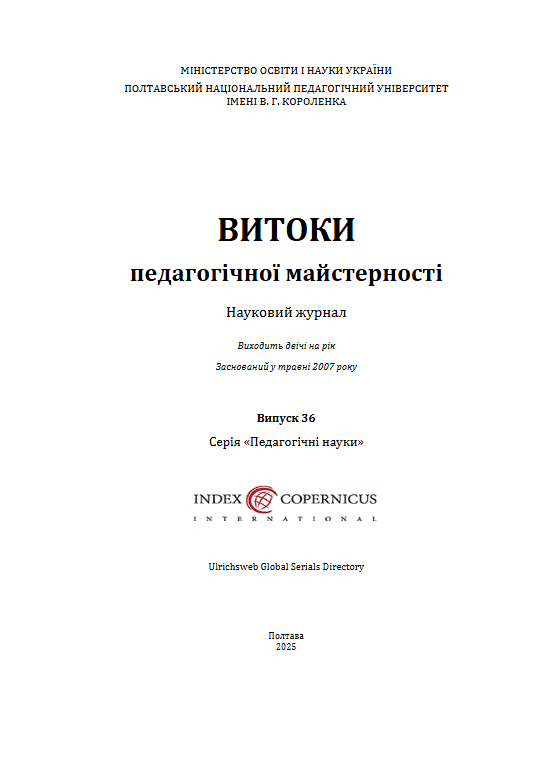 МІНІСТЕРСТВО ОСВІТИ І НАУКИ УКРАЇНИ
ПОЛТАВСЬКИЙ НАЦІОНАЛЬНИЙ ПЕДАГОГІЧНИЙ УНІВЕРСИТЕТ
ІМЕНІ В. Г. КОРОЛЕНКА
ВИТОКИ
педагогічної майстерності
Науковий журнал
Виходить двічі на рік
Заснований у травні 2007 року
Випуск 36
Серія «Педагогічні науки»
INDEX COPERNICUS
INTERNATIONAL
Ulrichsweb Global Serials Directory
Полтава
2025